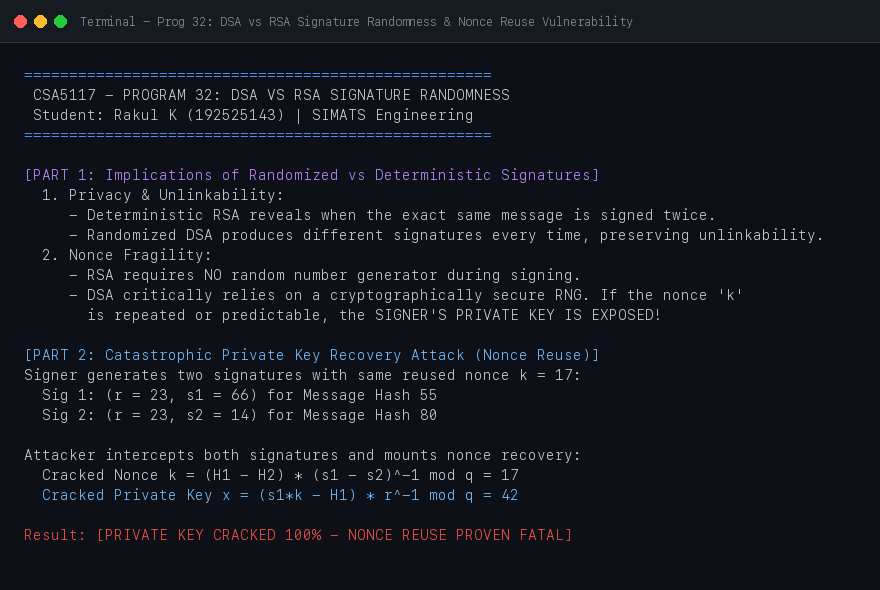 Terminal — Prog 32: DSA vs RSA Signature Randomness & Nonce Reuse Vulnerability
====================================================
CSA5117 — PROGRAM 32: DSA VS RSA SIGNATURE RANDOMNESS
Student: Rakul K (192525143) | SIMATS Engineering
====================================================
[PART 1: Implications of Randomized vs Deterministic Signatures]
1. Privacy & Unlinkability:
— Deterministic RSA reveals when the exact same message is signed twice.
— Randomized DSA produces different signatures every time, preserving unlinkability.
2. Nonce Fragility:
— RSA requires NO random number generator during signing.
— DSA critically relies on a cryptographically secure RNG. If the nonce 'k'
is repeated or predictable, the SIGNER'S PRIVATE KEY IS EXPOSED!
[PART 2: Catastrophic Private Key Recovery Attack (Nonce Reuse)]
Signer generates two signatures with same reused nonce k = 17:
Sig 1: (r = 23, s1 = 66) for Message Hash 55
Sig 2: (r = 23, s2 = 14) for Message Hash 80
Attacker intercepts both signatures and mounts nonce recovery:
Cracked Nonce k = (H1 — H2) * (s1 — s2)^—1 mod q = 17
Cracked Private Key x = (s1*k — H1) * r^—1 mod q = 42
Result: [PRIVATE KEY CRACKED 100% — NONCE REUSE PROVEN FATAL]